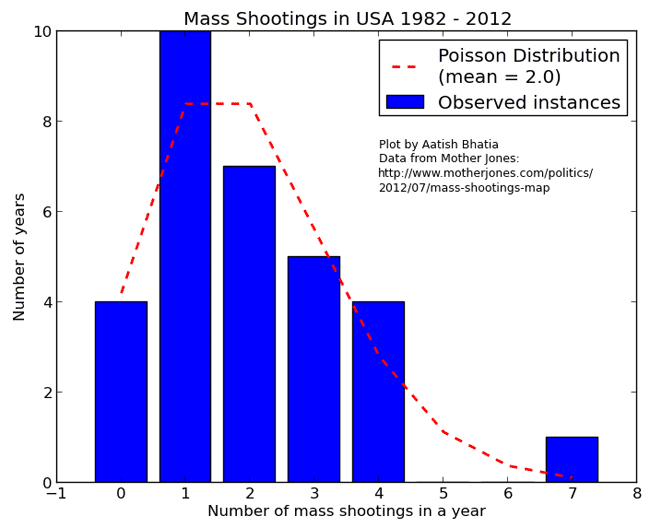 Mass Shootings in USA 1982 - 2012
10
8
6
4
2
0
Number of years
Poisson Distribution
(mean = 2.0)
Observed instances
Plot by Aatish Bhatia
Data from Mother Jones:
http://www.motherjones.com/politics/
2012/07/mass-shootings-map
−1 0 1 2 3 4 5 6 7 8
Number of mass shootings in a year